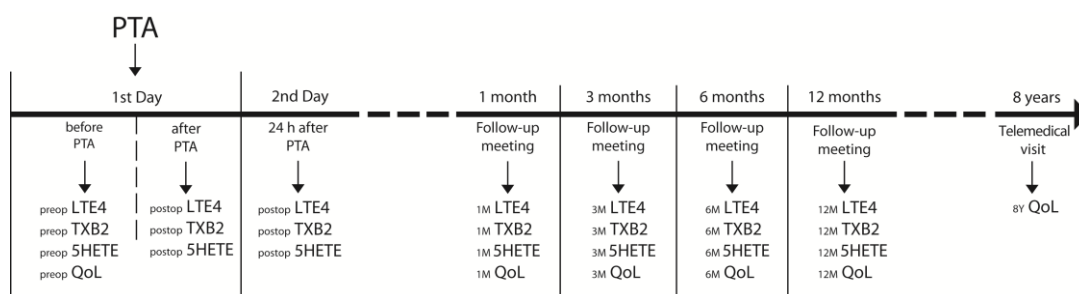 PTA
1st Day
2nd Day
1 month
3 months
6 months
12 months
8 years
before
PTA
after
PTA
24 h after
PTA
Follow-up
meeting
Follow-up
meeting
Follow-up
meeting
Follow-up
meeting
Telemedical
visit
preop LTE4
preop TXB2
preop 5HETE
preop QoL
postop LTE4
postop TXB2
postop 5HETE
postop LTE4
postop TXB2
postop 5HETE
1M LTE4
1M TXB2
1M 5HETE
1M QoL
3M LTE4
3M TXB2
3M 5HETE
3M QoL
6M LTE4
6M TXB2
6M 5HETE
6M QoL
12M LTE4
12M TXB2
12M 5HETE
12M QoL
8Y QoL